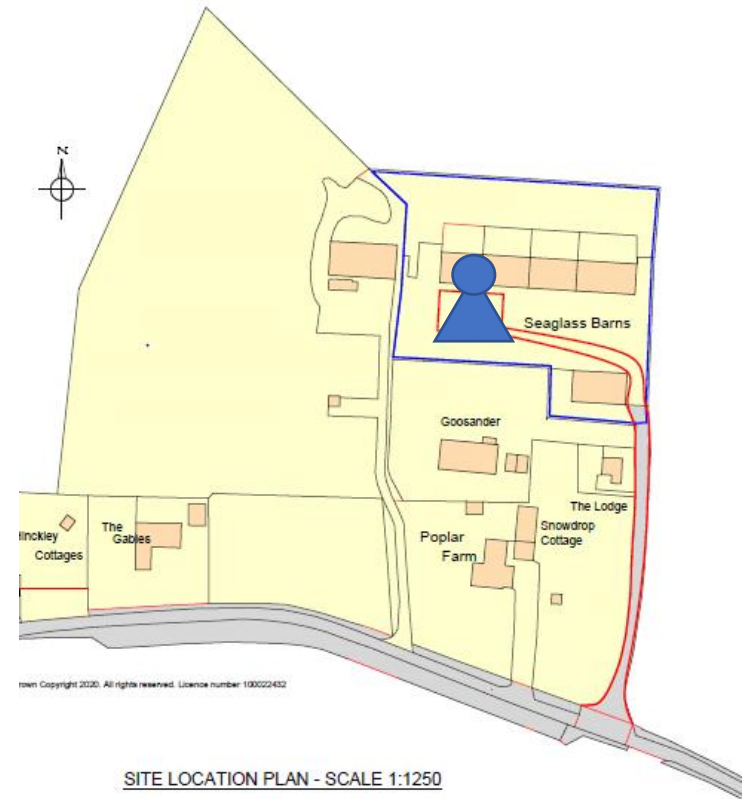 N
Seaglass Barns
Goosander
The Lodge
Snowdrop
Cottage
Poplar
Farm
The
Gables
Cottages
Copyright 2020. All rights reserved. Licence number 100022432
SITE LOCATION PLAN - SCALE 1:1250